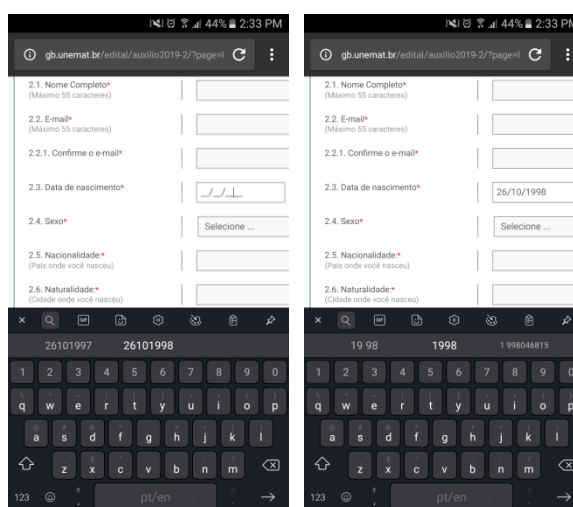 44% 2:33 PM
gb.unemat.br/edital/auxilio2019-2/?page=
2.1. Nome Completo*
(Máximo 55 caracteres)
2.2. E-mail*
(Máximo 55 caracteres)
2.2.1. Confirme o e-mail*
2.3. Data de nascimento*
__/__/__
2.4. Sexo*
Selecione ...
2.5. Nacionalidade:*
(País onde você nasceu)
2.6. Naturalidade:*
(Cidade onde você nasceu)
GIF
26101997 26101998
1 2 3 4 5 6 7 8 9 0
q w e r t y u i o p
a s d f g h j k l
z x c v b n m
123 , pt/en .
44% 2:33 PM
gb.unemat.br/edital/auxilio2019-2/?page=
2.1. Nome Completo*
(Máximo 55 caracteres)
2.2. E-mail*
(Máximo 55 caracteres)
2.2.1. Confirme o e-mail*
2.3. Data de nascimento*
26/10/1998
2.4. Sexo*
Selecione ...
2.5. Nacionalidade:*
(País onde você nasceu)
2.6. Naturalidade:*
(Cidade onde você nasceu)
GIF
19 98 1998 1 998046815
1 2 3 4 5 6 7 8 9 0
q w e r t y u i o p
a s d f g h j k l
z x c v b n m
123 , pt/en .